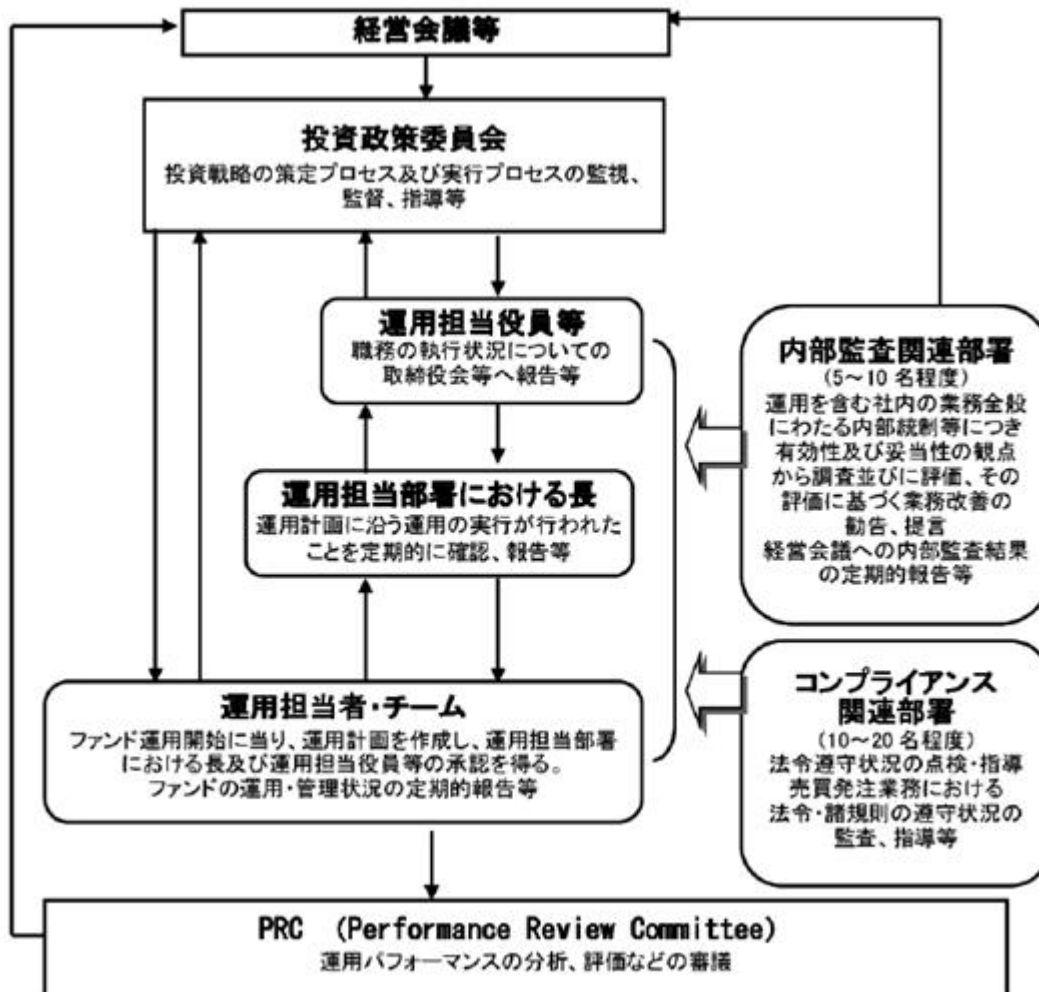 経営会議等
投資政策委員会
投資戦略の策定プロセス及び実行プロセスの監視、
監督、指導等
運用担当役員等
職務の執行状況についての
取締役会等へ報告等
運用担当部署における長
運用計画に沿う運用の実行が行われた
ことを定期的に確認、報告等
運用担当者・チーム
ファンド運用開始に当り、運用計画を作成し、運用担当部署
における長及び運用担当役員等の承認を得る。
ファンドの運用・管理状況の定期的報告等
内部監査関連部署
(5～10 名程度)
運用を含む社内の業務全般
にわたる内部統制等につき
有効性及び妥当性の観点
から調査並びに評価、その
評価に基づく業務改善の
勧告、提言
経営会議への内部監査結果
の定期的報告等
コンプライアンス
関連部署
(10～20 名程度)
法令遵守状況の点検・指導
売買発注業務における
法令・諸規則の遵守状況の
監査、指導等
PRC (Performance Review Committee)
運用パフォーマンスの分析、評価などの審議